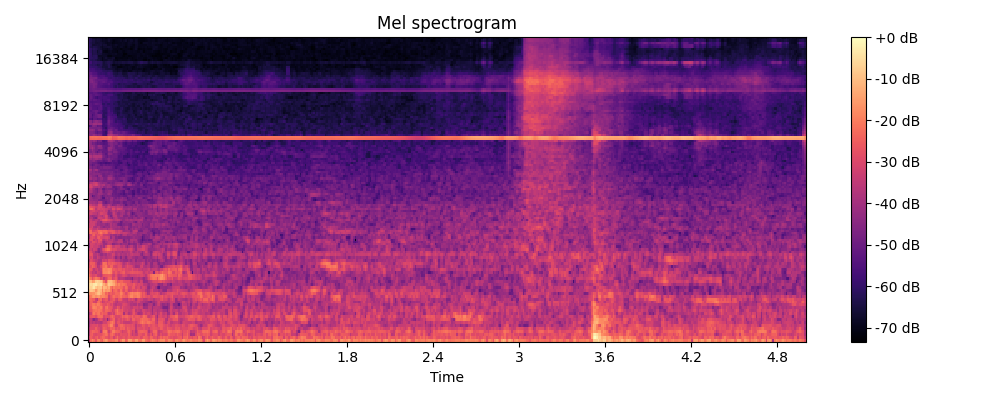 Mel spectrogram
16384
8192
4096
2048
1024
512
0
Hz
0 0.6 1.2 1.8 2.4 3 3.6 4.2 4.8
Time
+0 dB
-10 dB
-20 dB
-30 dB
-40 dB
-50 dB
-60 dB
-70 dB